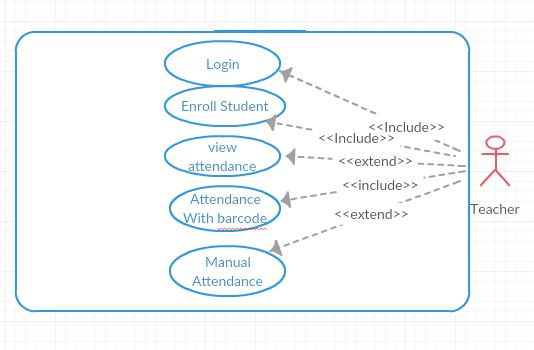 Login
<<Include>>
Enroll Student
<<Include>>
view
attendance
<<extend>>
Attendance
With barcode
<<include>>
Teacher
<<extend>>
Manual
Attendance